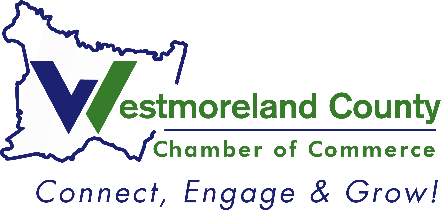 Westmoreland County
Chamber of Commerce
Connect, Engage & Grow!